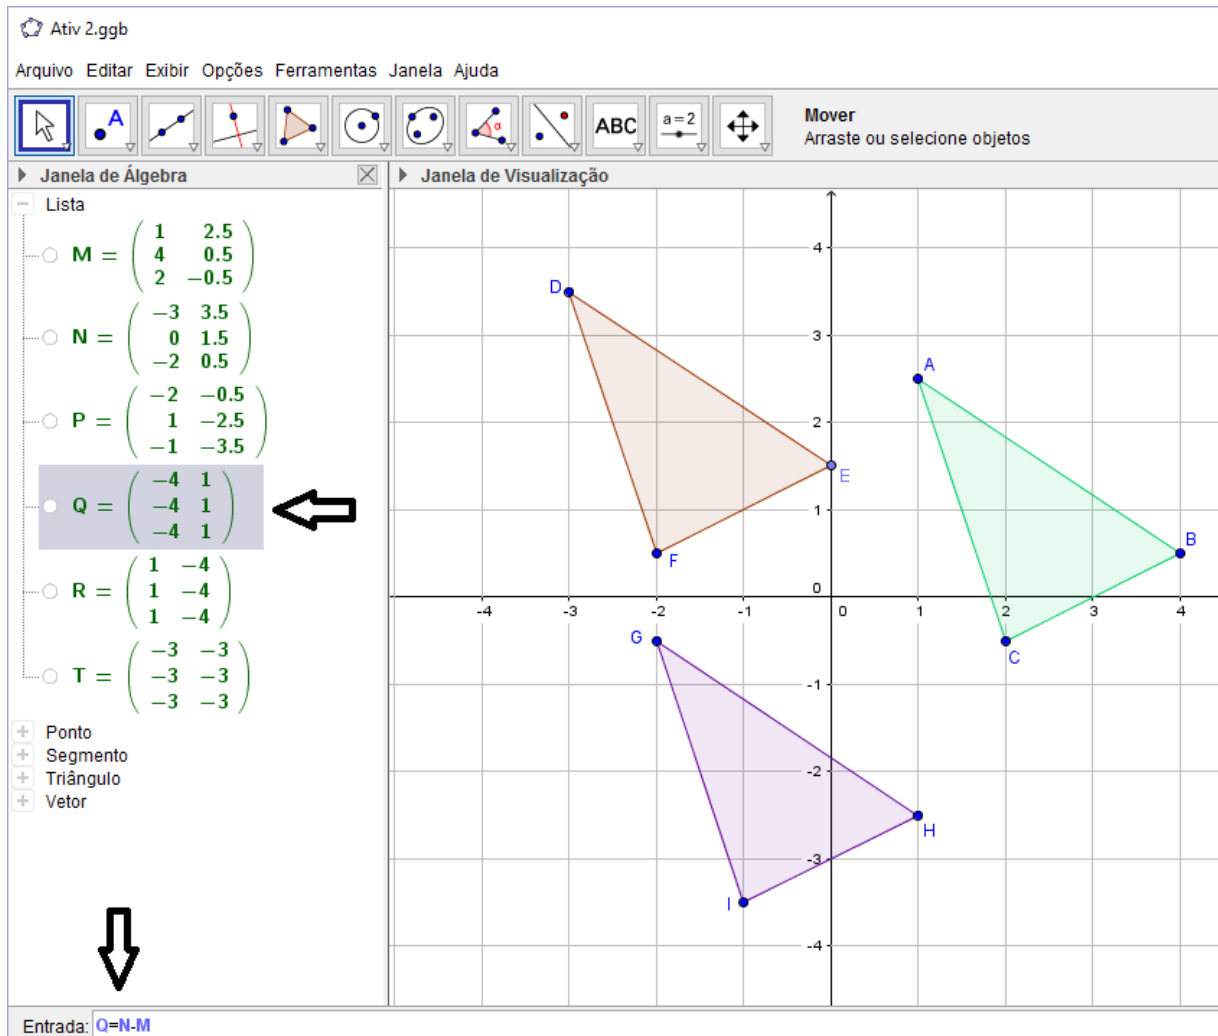 Ativ 2.ggb
Arquivo Editar Exibir Opções Ferramentas Janela Ajuda
A
α
ABC
a = 2
Mover
Arraste ou selecione objetos
Janela de Álgebra
Janela de Visualização
Lista
M =
1 2.5
4 0.5
2 −0.5
N =
−3 3.5
0 1.5
−2 0.5
P =
−2 −0.5
1 −2.5
−1 −3.5
Q =
−4 1
−4 1
−4 1
R =
1 −4
1 −4
1 −4
T =
−3 −3
−3 −3
−3 −3
Ponto
Segmento
Triângulo
Vetor
4
D
3
A
2
E
1
F
B
0
-4 -3 -2 -1 0 1 2 3 4
G
C
-1
-2
H
-3
I
-4
Entrada: Q=N-M